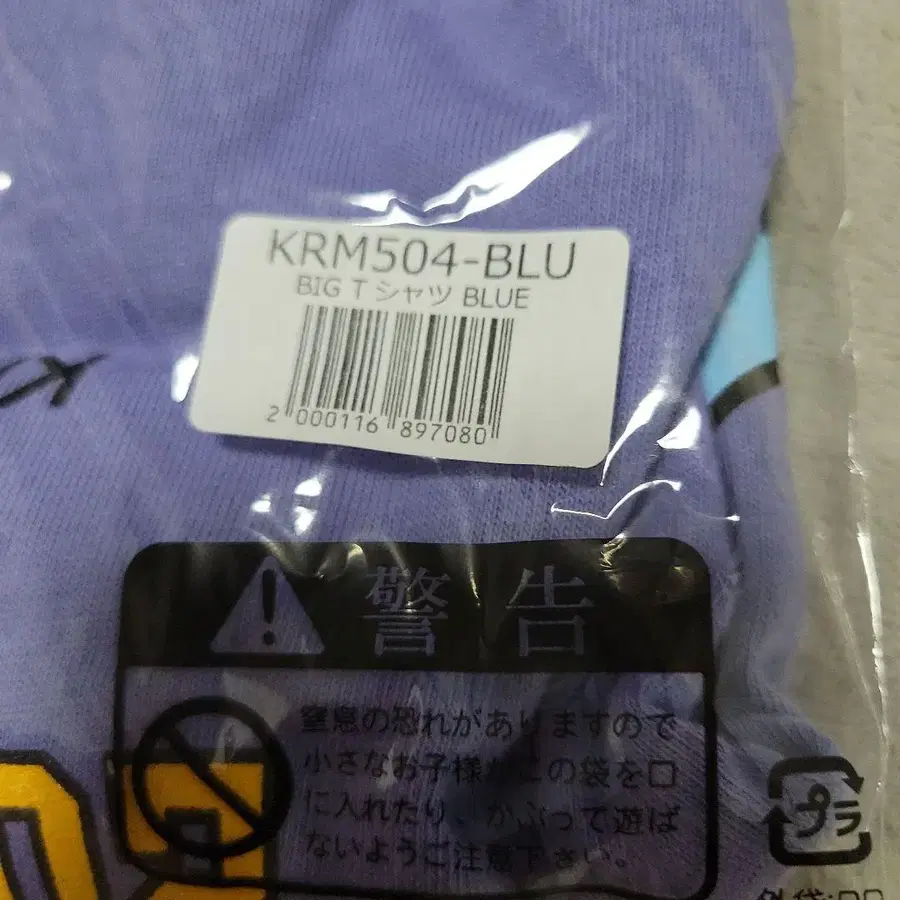 KRM504-BLU
BIG T シャツ BLUE
2 000116 897080
警告
窒息の恐れがありますので
小さなお子様がこの袋を口
に入れたり、かぶって遊ば
ないようご注意下さい。
プラ
外袋:PP